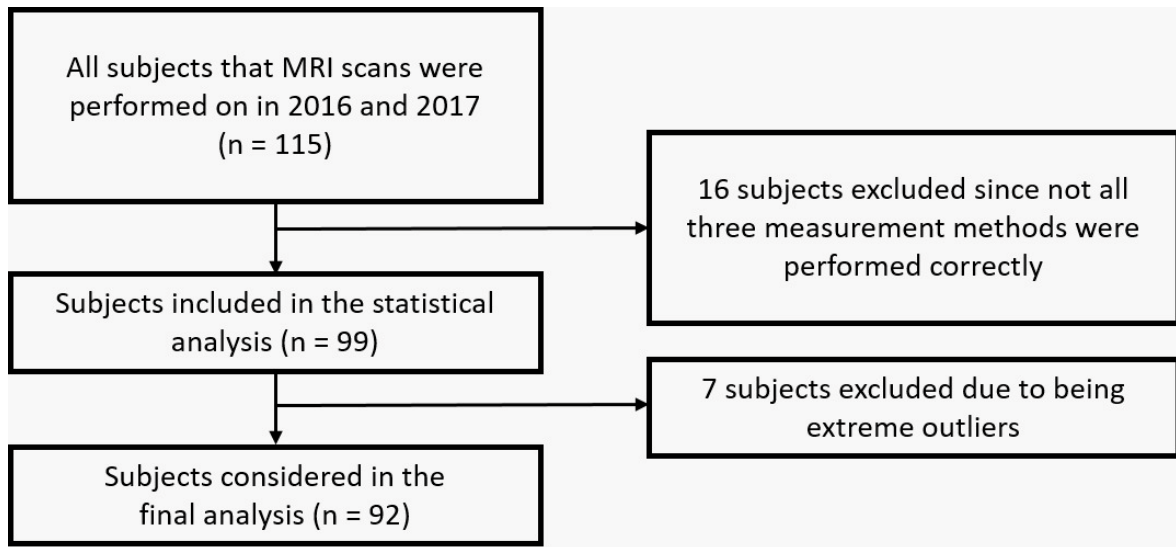 All subjects that MRI scans were
performed on in 2016 and 2017
(n = 115)
16 subjects excluded since not all
three measurement methods were
performed correctly
Subjects included in the statistical
analysis (n = 99)
7 subjects excluded due to being
extreme outliers
Subjects considered in the
final analysis (n = 92)